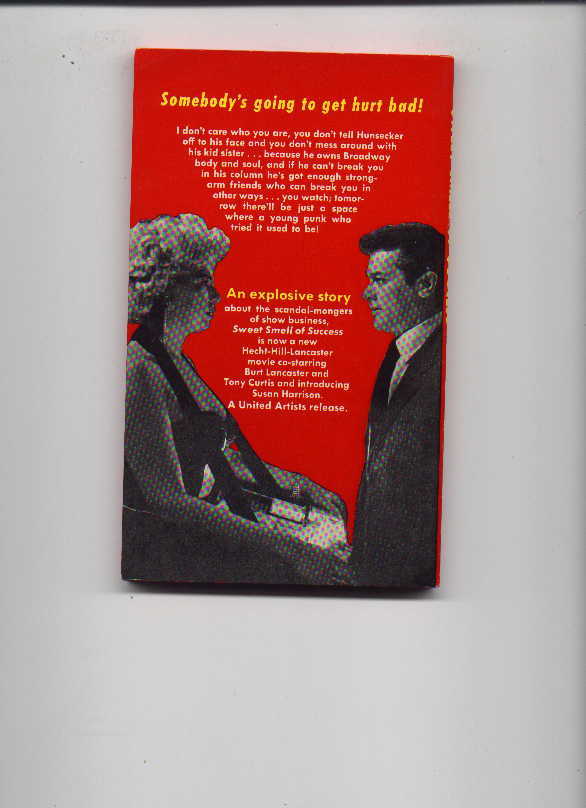 Somebody's going to get hurt bad!
I don't care who you are, you don't tell Hunsecker
off to his face and you don't mess around with
his kid sister . . . because he owns Broadway
body and soul, and if he can't break you
in his column he's got enough strong-
arm friends who can break you in
other ways . . . you watch; tomor-
row there'll be just a space
where a young punk who
tried it used to be!
An explosive story
about the scandal-mongers
of show business,
Sweet Smell of Success
is now a new
Hecht-Hill-Lancaster
movie co-starring
Burt Lancaster and
Tony Curtis and introducing
Susan Harrison.
A United Artists release.